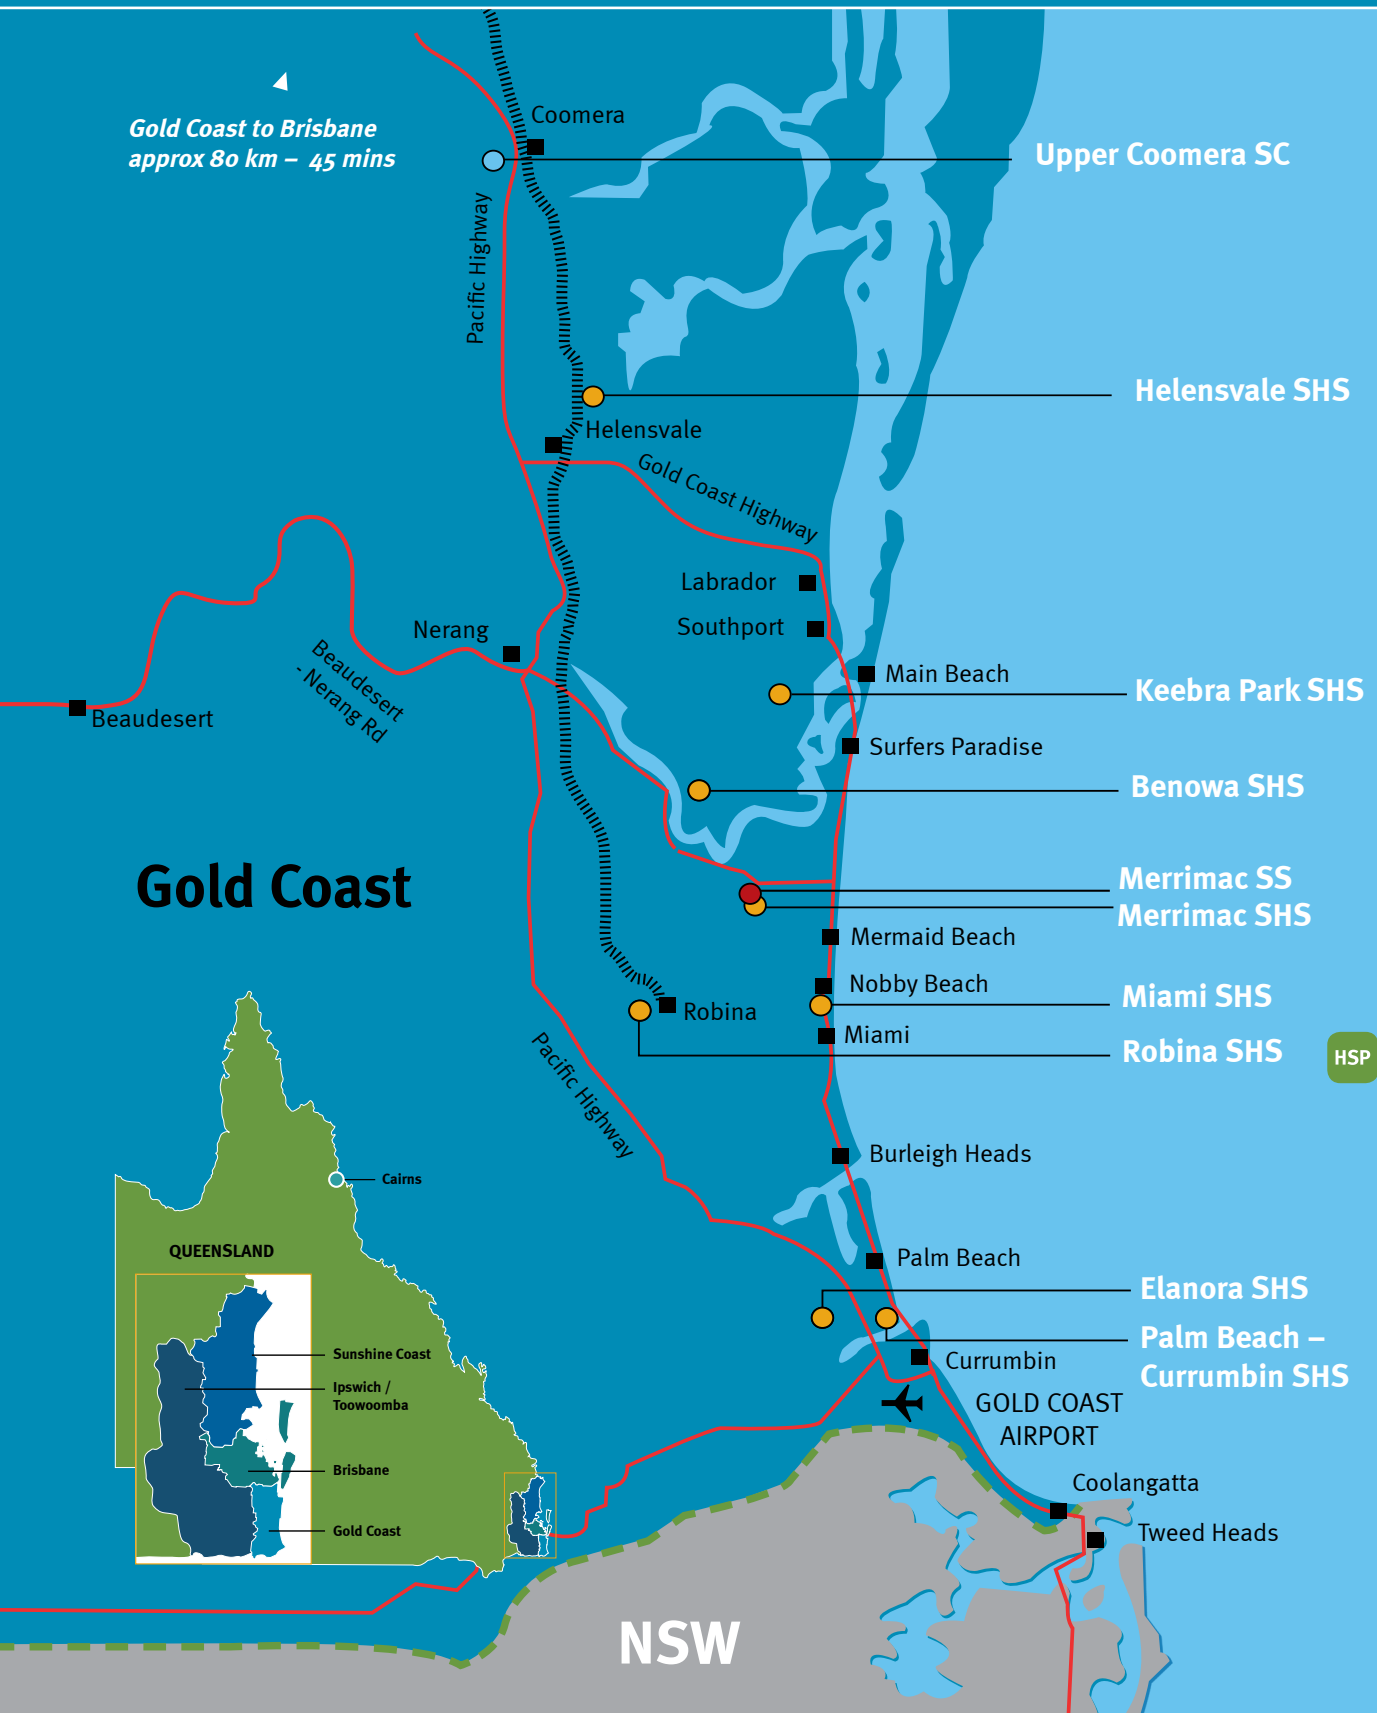 Gold Coast to Brisbane
approx 80 km – 45 mins
Coomera
Upper Coomera SC
Pacific Highway
Helensvale SHS
Helensvale
Gold Coast Highway
Labrador
Southport
Nerang
Beaudesert
- Nerang Rd
Main Beach
Keebra Park SHS
Beaudesert
Surfers Paradise
Benowa SHS
Gold Coast
Merrimac SS
Merrimac SHS
Mermaid Beach
Nobby Beach
Miami SHS
Robina
Miami
Robina SHS
HSP
Pacific Highway
Burleigh Heads
Cairns
QUEENSLAND
Palm Beach
Elanora SHS
Palm Beach –
Currumbin SHS
Sunshine Coast
Currumbin
Ipswich /
Toowoomba
GOLD COAST
AIRPORT
Brisbane
Coolangatta
Gold Coast
Tweed Heads
NSW